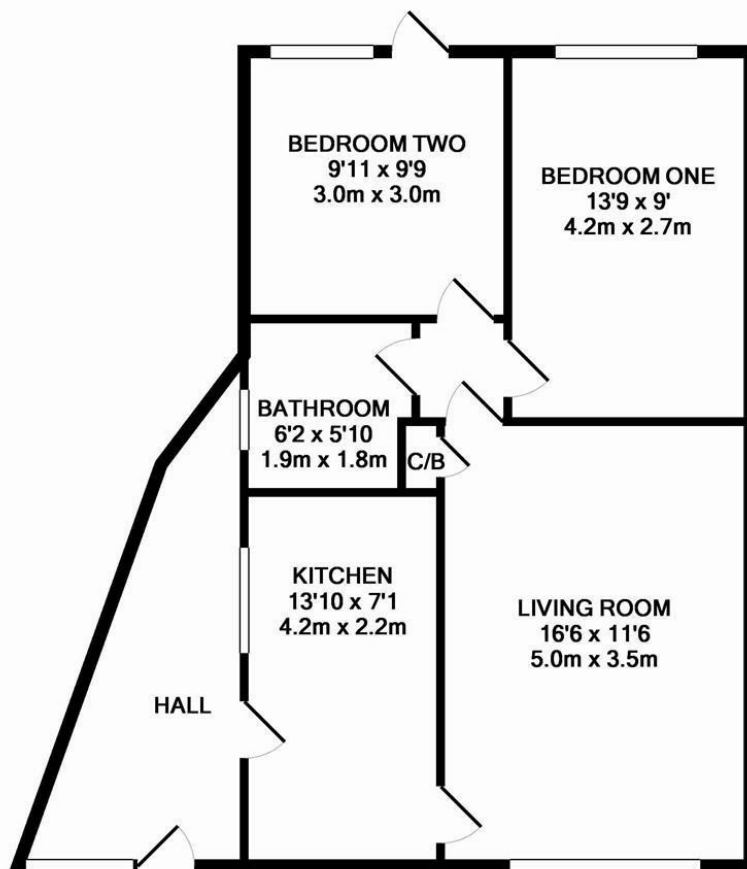 BEDROOM TWO
9'11 x 9'9
3.0m x 3.0m
BEDROOM ONE
13'9 x 9'
4.2m x 2.7m
BATHROOM
6'2 x 5'10
1.9m x 1.8m
C/B
KITCHEN
13'10 x 7'1
4.2m x 2.2m
LIVING ROOM
16'6 x 11'6
5.0m x 3.5m
HALL